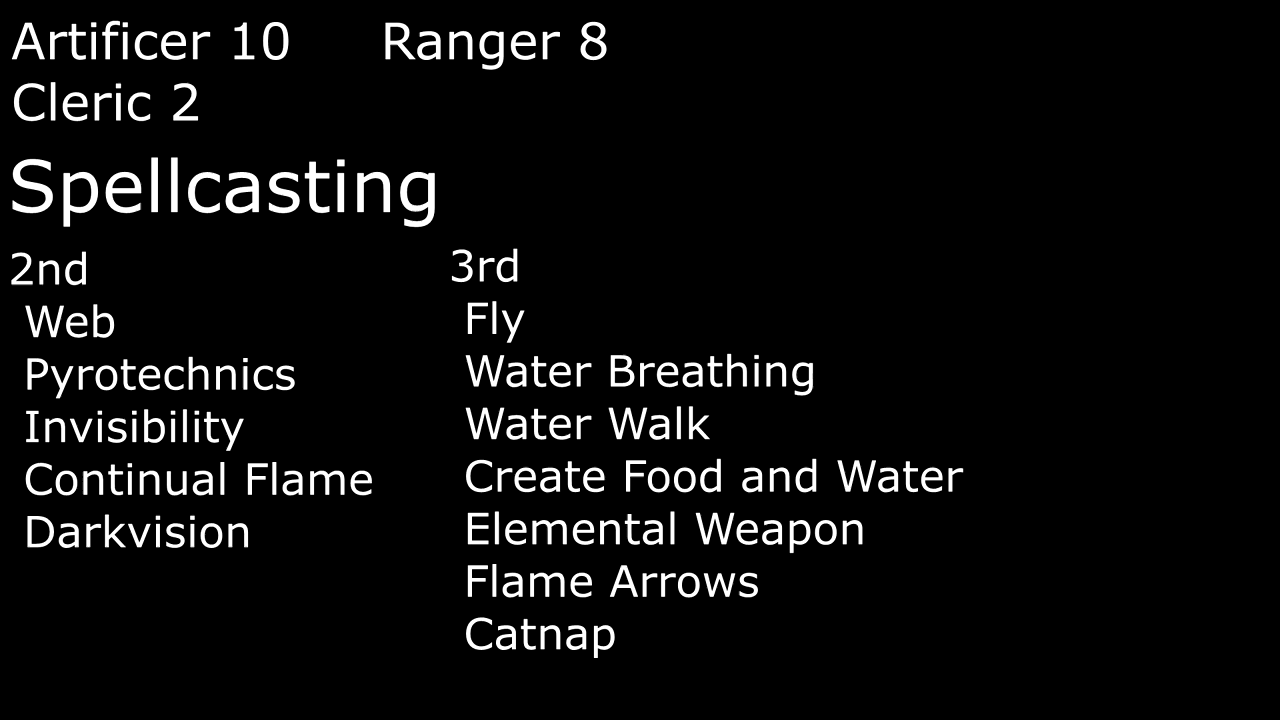 Artificer 10 Ranger 8
Cleric 2
Spellcasting
2nd
Web
Pyrotechnics
Invisibility
Continual Flame
Darkvision
3rd
Fly
Water Breathing
Water Walk
Create Food and Water
Elemental Weapon
Flame Arrows
Catnap